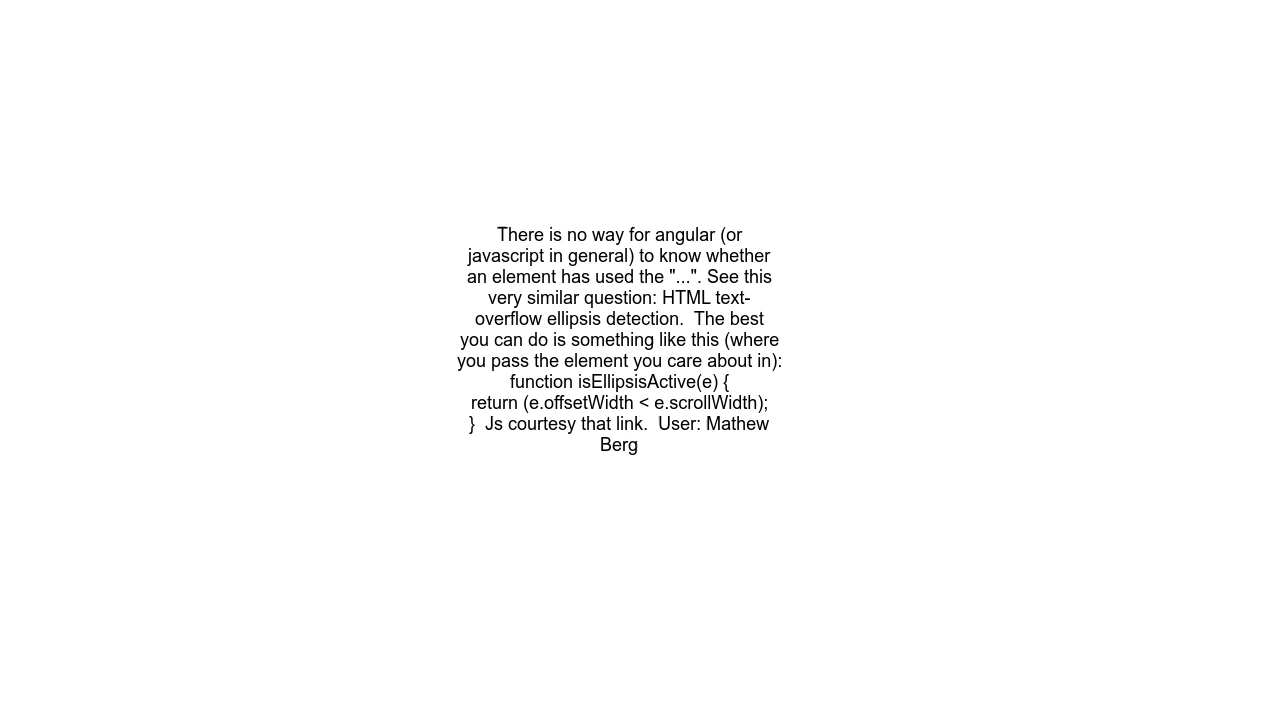 There is no way for angular (or
javascript in general) to know whether
an element has used the "...". See this
very similar question: HTML text-
overflow ellipsis detection.  The best
you can do is something like this (where
you pass the element you care about in):
function isEllipsisActive(e) {
return (e.offsetWidth < e.scrollWidth);
}  Js courtesy that link.  User: Mathew
Berg